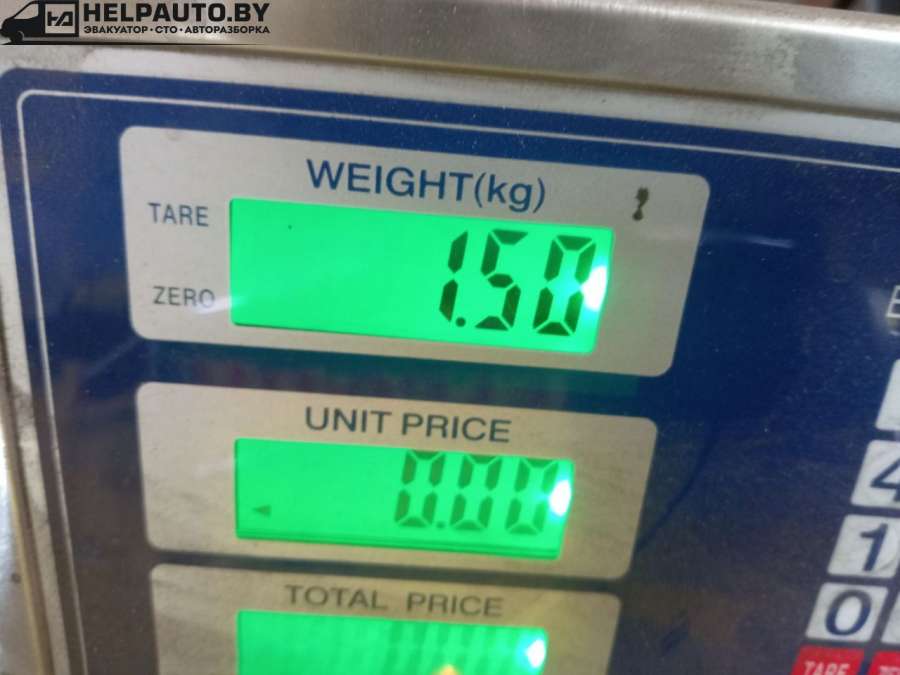 HELPAUTO.BY
ЭВАКУАТОР·СТО·АВТОРАЗБОРКА
WEIGHT(kg)
TARE
1.50
ZERO
UNIT PRICE
0.00
4
1
TOTAL PRICE
0
TARE